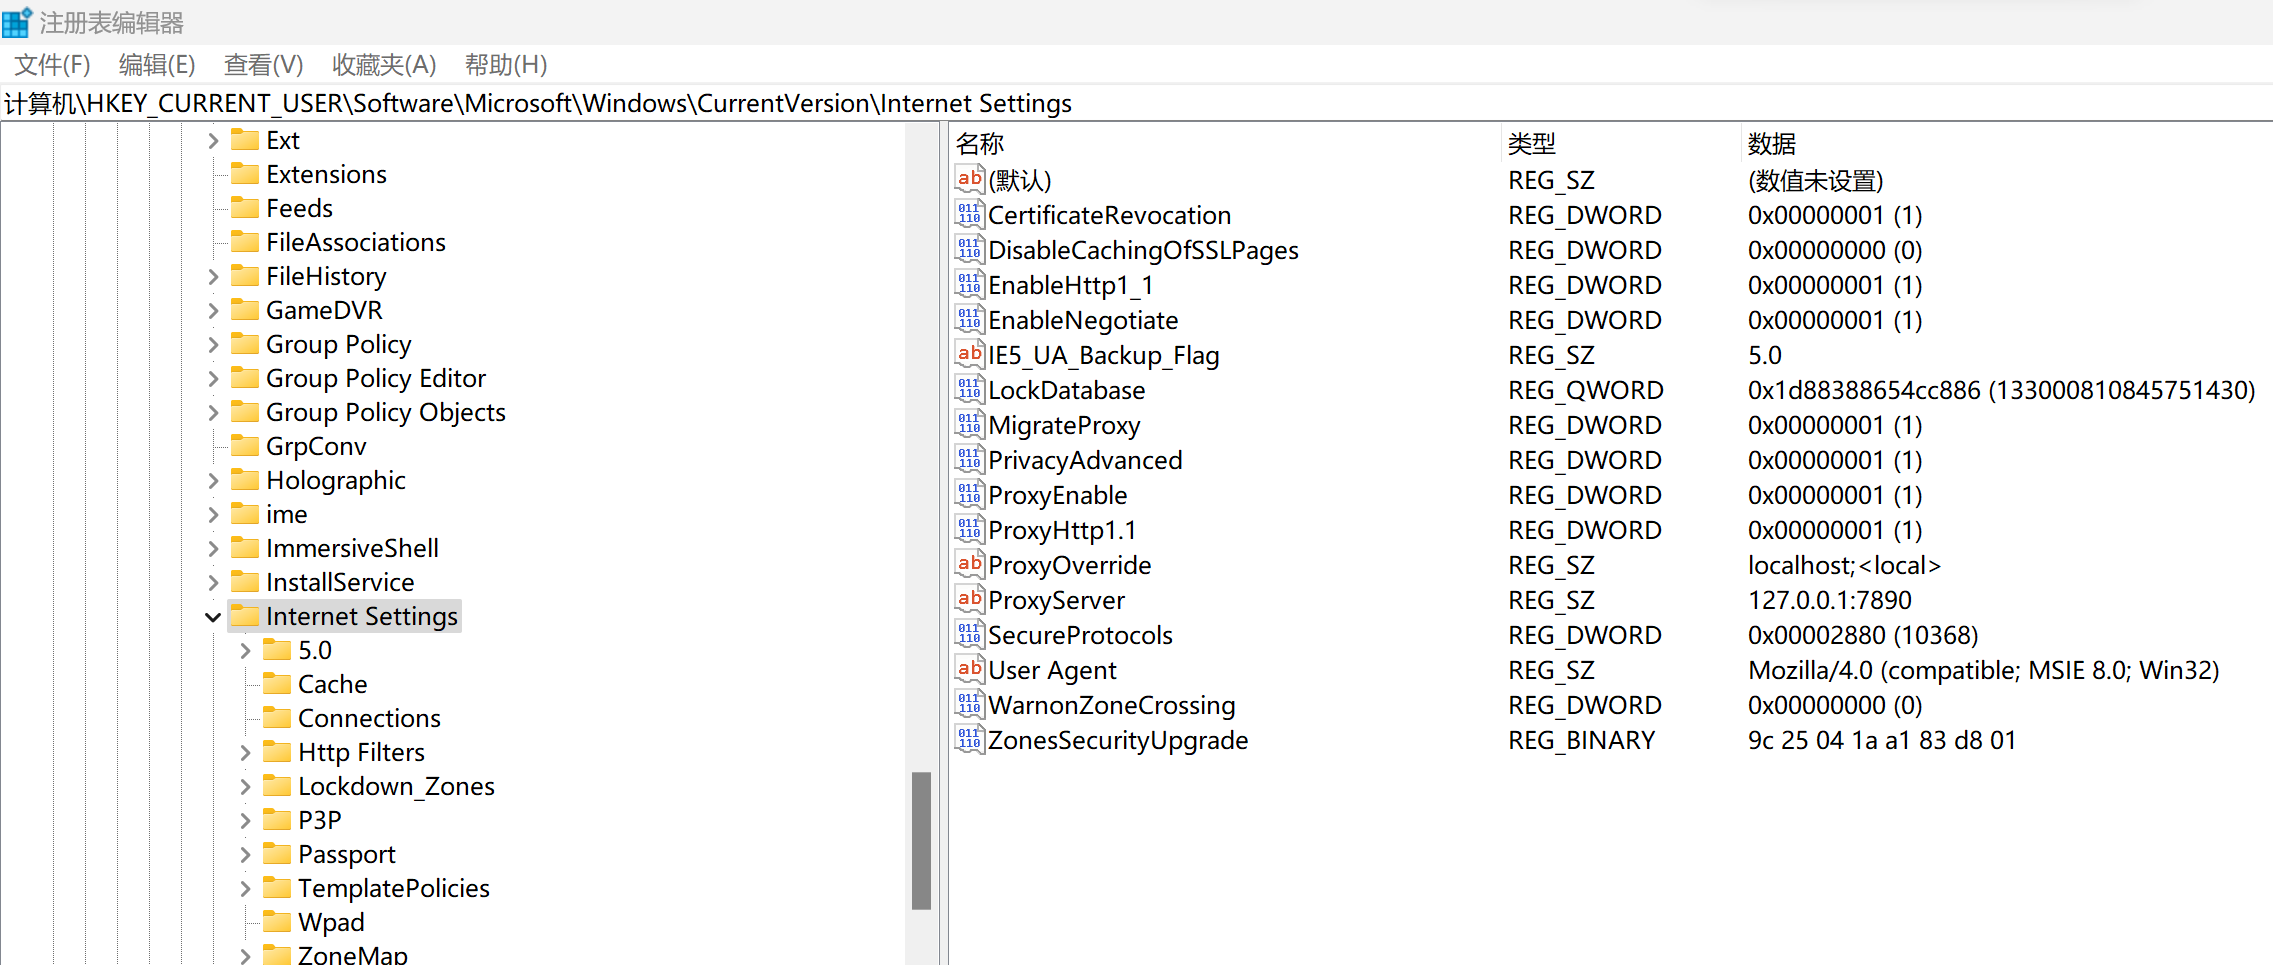 注册表编辑器
文件(F) 编辑(E) 查看(V) 收藏夹(A) 帮助(H)
计算机\HKEY_CURRENT_USER\Software\Microsoft\Windows\CurrentVersion\Internet Settings
Ext
Extensions
Feeds
FileAssociations
FileHistory
GameDVR
Group Policy
Group Policy Editor
Group Policy Objects
GrpConv
Holographic
ime
ImmersiveShell
InstallService
Internet Settings
5.0
Cache
Connections
Http Filters
Lockdown_Zones
P3P
Passport
TemplatePolicies
Wpad
ZoneMap
名称 类型 数据
(默认) REG_SZ (数值未设置)
CertificateRevocation REG_DWORD 0x00000001 (1)
DisableCachingOfSSLPages REG_DWORD 0x00000000 (0)
EnableHttp1_1 REG_DWORD 0x00000001 (1)
EnableNegotiate REG_DWORD 0x00000001 (1)
IE5_UA_Backup_Flag REG_SZ 5.0
LockDatabase REG_QWORD 0x1d88388654cc886 (133000810845751430)
MigrateProxy REG_DWORD 0x00000001 (1)
PrivacyAdvanced REG_DWORD 0x00000001 (1)
ProxyEnable REG_DWORD 0x00000001 (1)
ProxyHttp1.1 REG_DWORD 0x00000001 (1)
ProxyOverride REG_SZ localhost;<local>
ProxyServer REG_SZ 127.0.0.1:7890
SecureProtocols REG_DWORD 0x00002880 (10368)
User Agent REG_SZ Mozilla/4.0 (compatible; MSIE 8.0; Win32)
WarnonZoneCrossing REG_DWORD 0x00000000 (0)
ZonesSecurityUpgrade REG_BINARY 9c 25 04 1a a1 83 d8 01